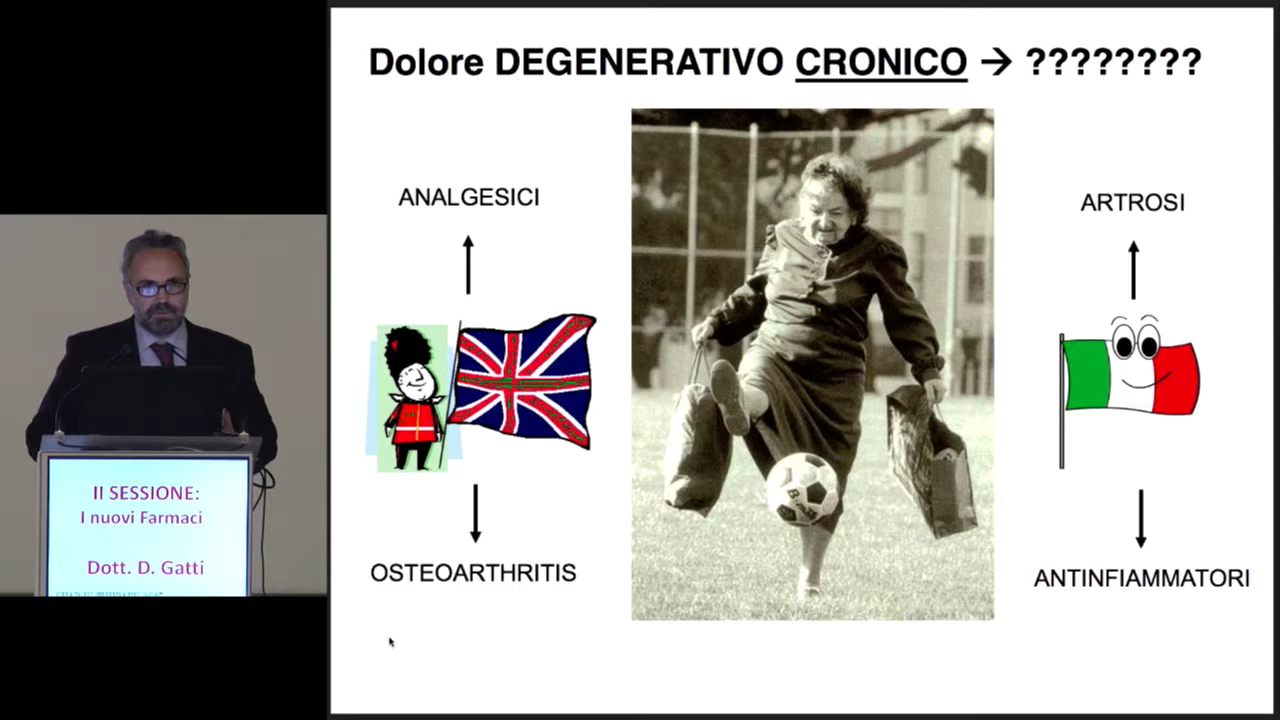 Dolore DEGENERATIVO CRONICO → ????????
ANALGESICI
OSTEOARTHRITIS
ARTROSI
ANTINFIAMMATORI
II SESSIONE:
I nuovi Farmaci
Dott. D. Gatti